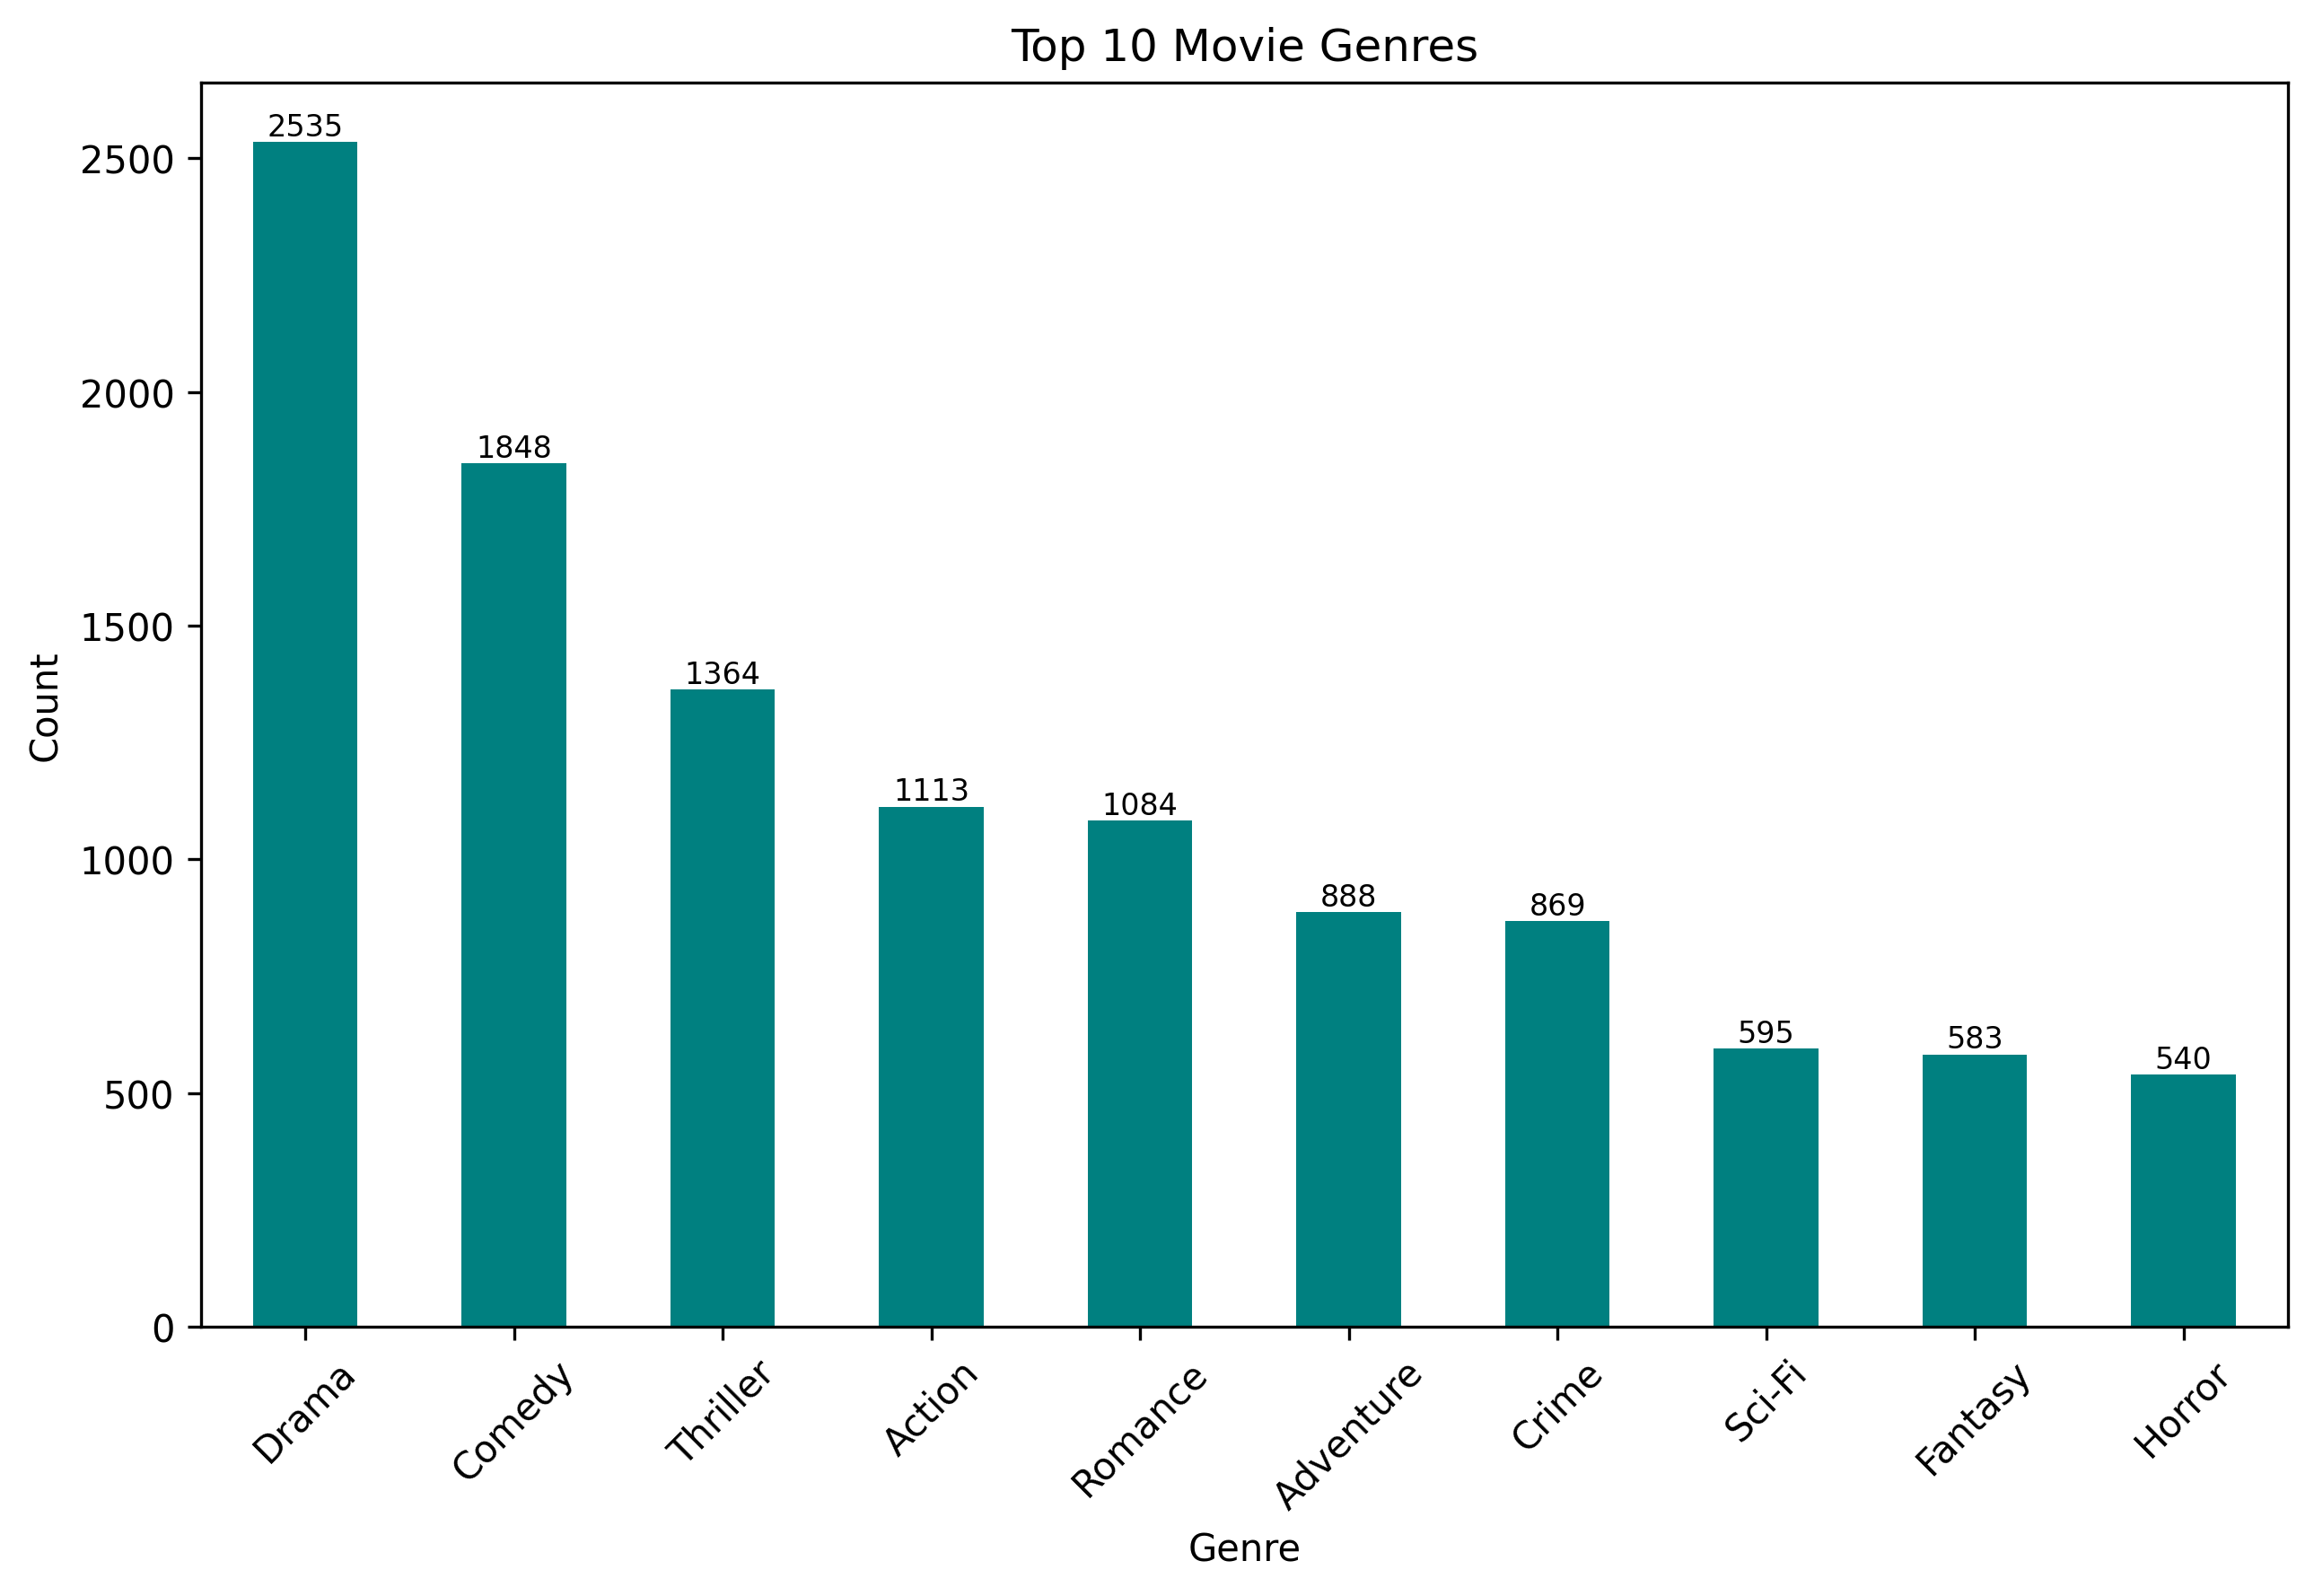 Top 10 Movie Genres
2535
2500
1848
2000
1364
1500
Count
1113
1084
1000
888
869
595
583
540
500
0
Drama
Comedy
Thriller
Action
Romance
Adventure
Crime
Sci-Fi
Fantasy
Horror
Genre